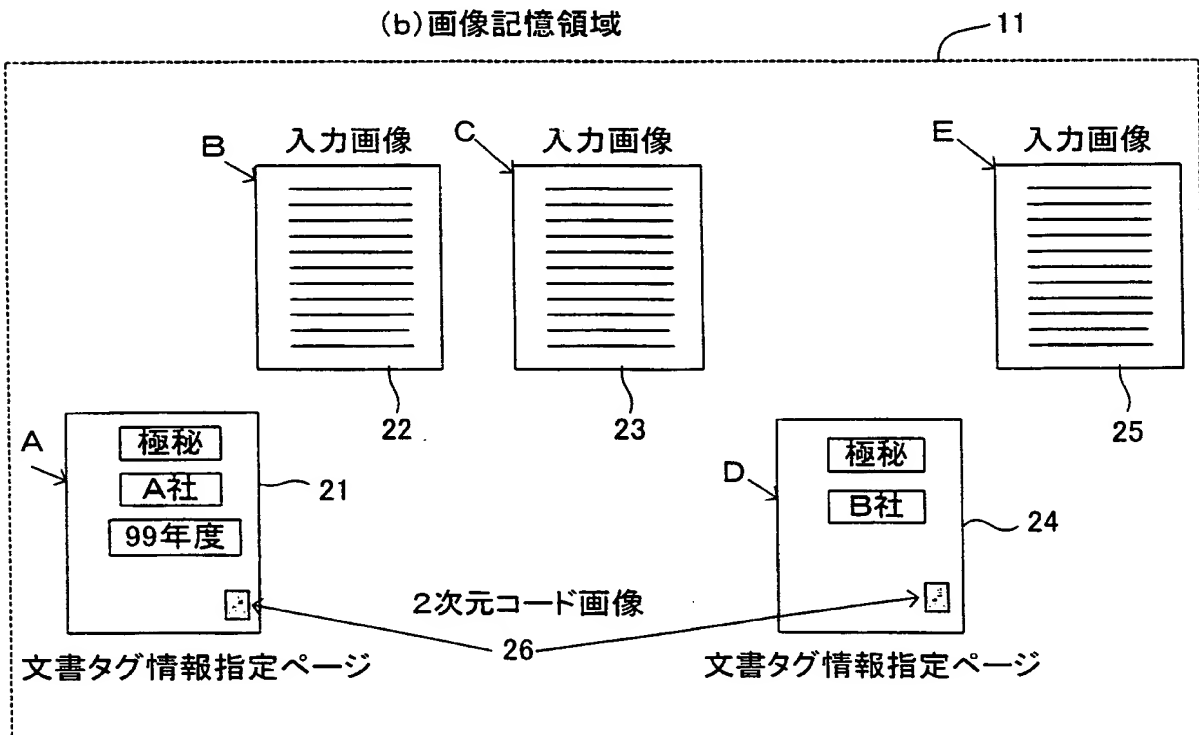 (b)画像記憶領域
11
入力画像
入力画像
入力画像
B
C
E
22
23
25
A
極秘
A社
99年度
21
D
極秘
B社
24
2次元コード画像
26
文書タグ情報指定ページ
文書タグ情報指定ページ